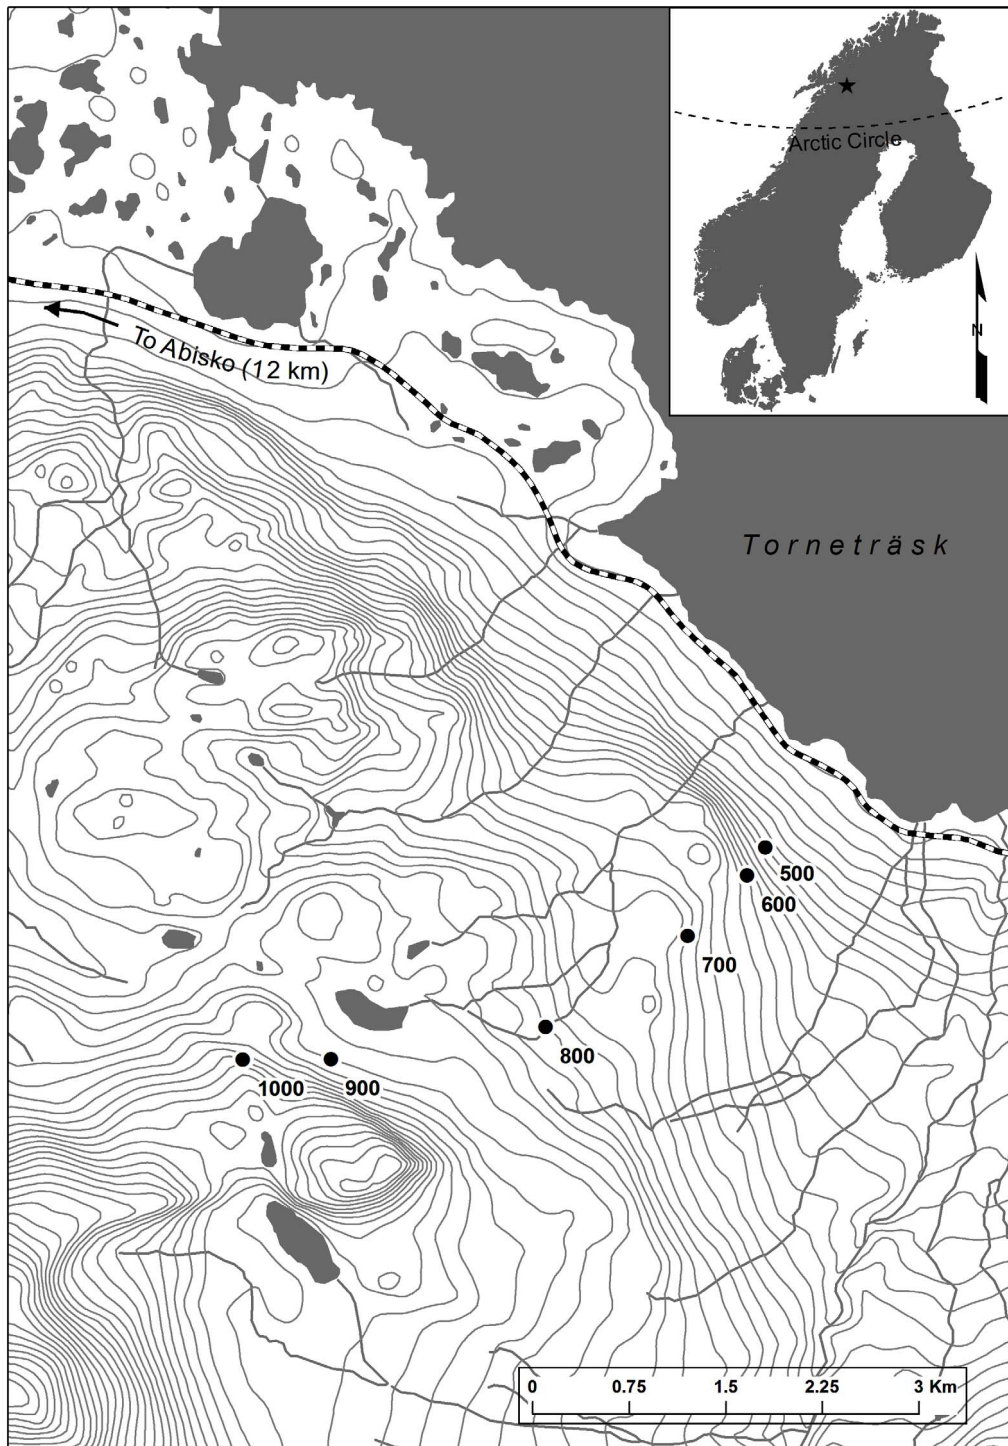 Arctic Circle
N
To Abisko (12 km)
Torneträsk
500
600
700
800
1000
900
0 0.75 1.5 2.25 3 Km